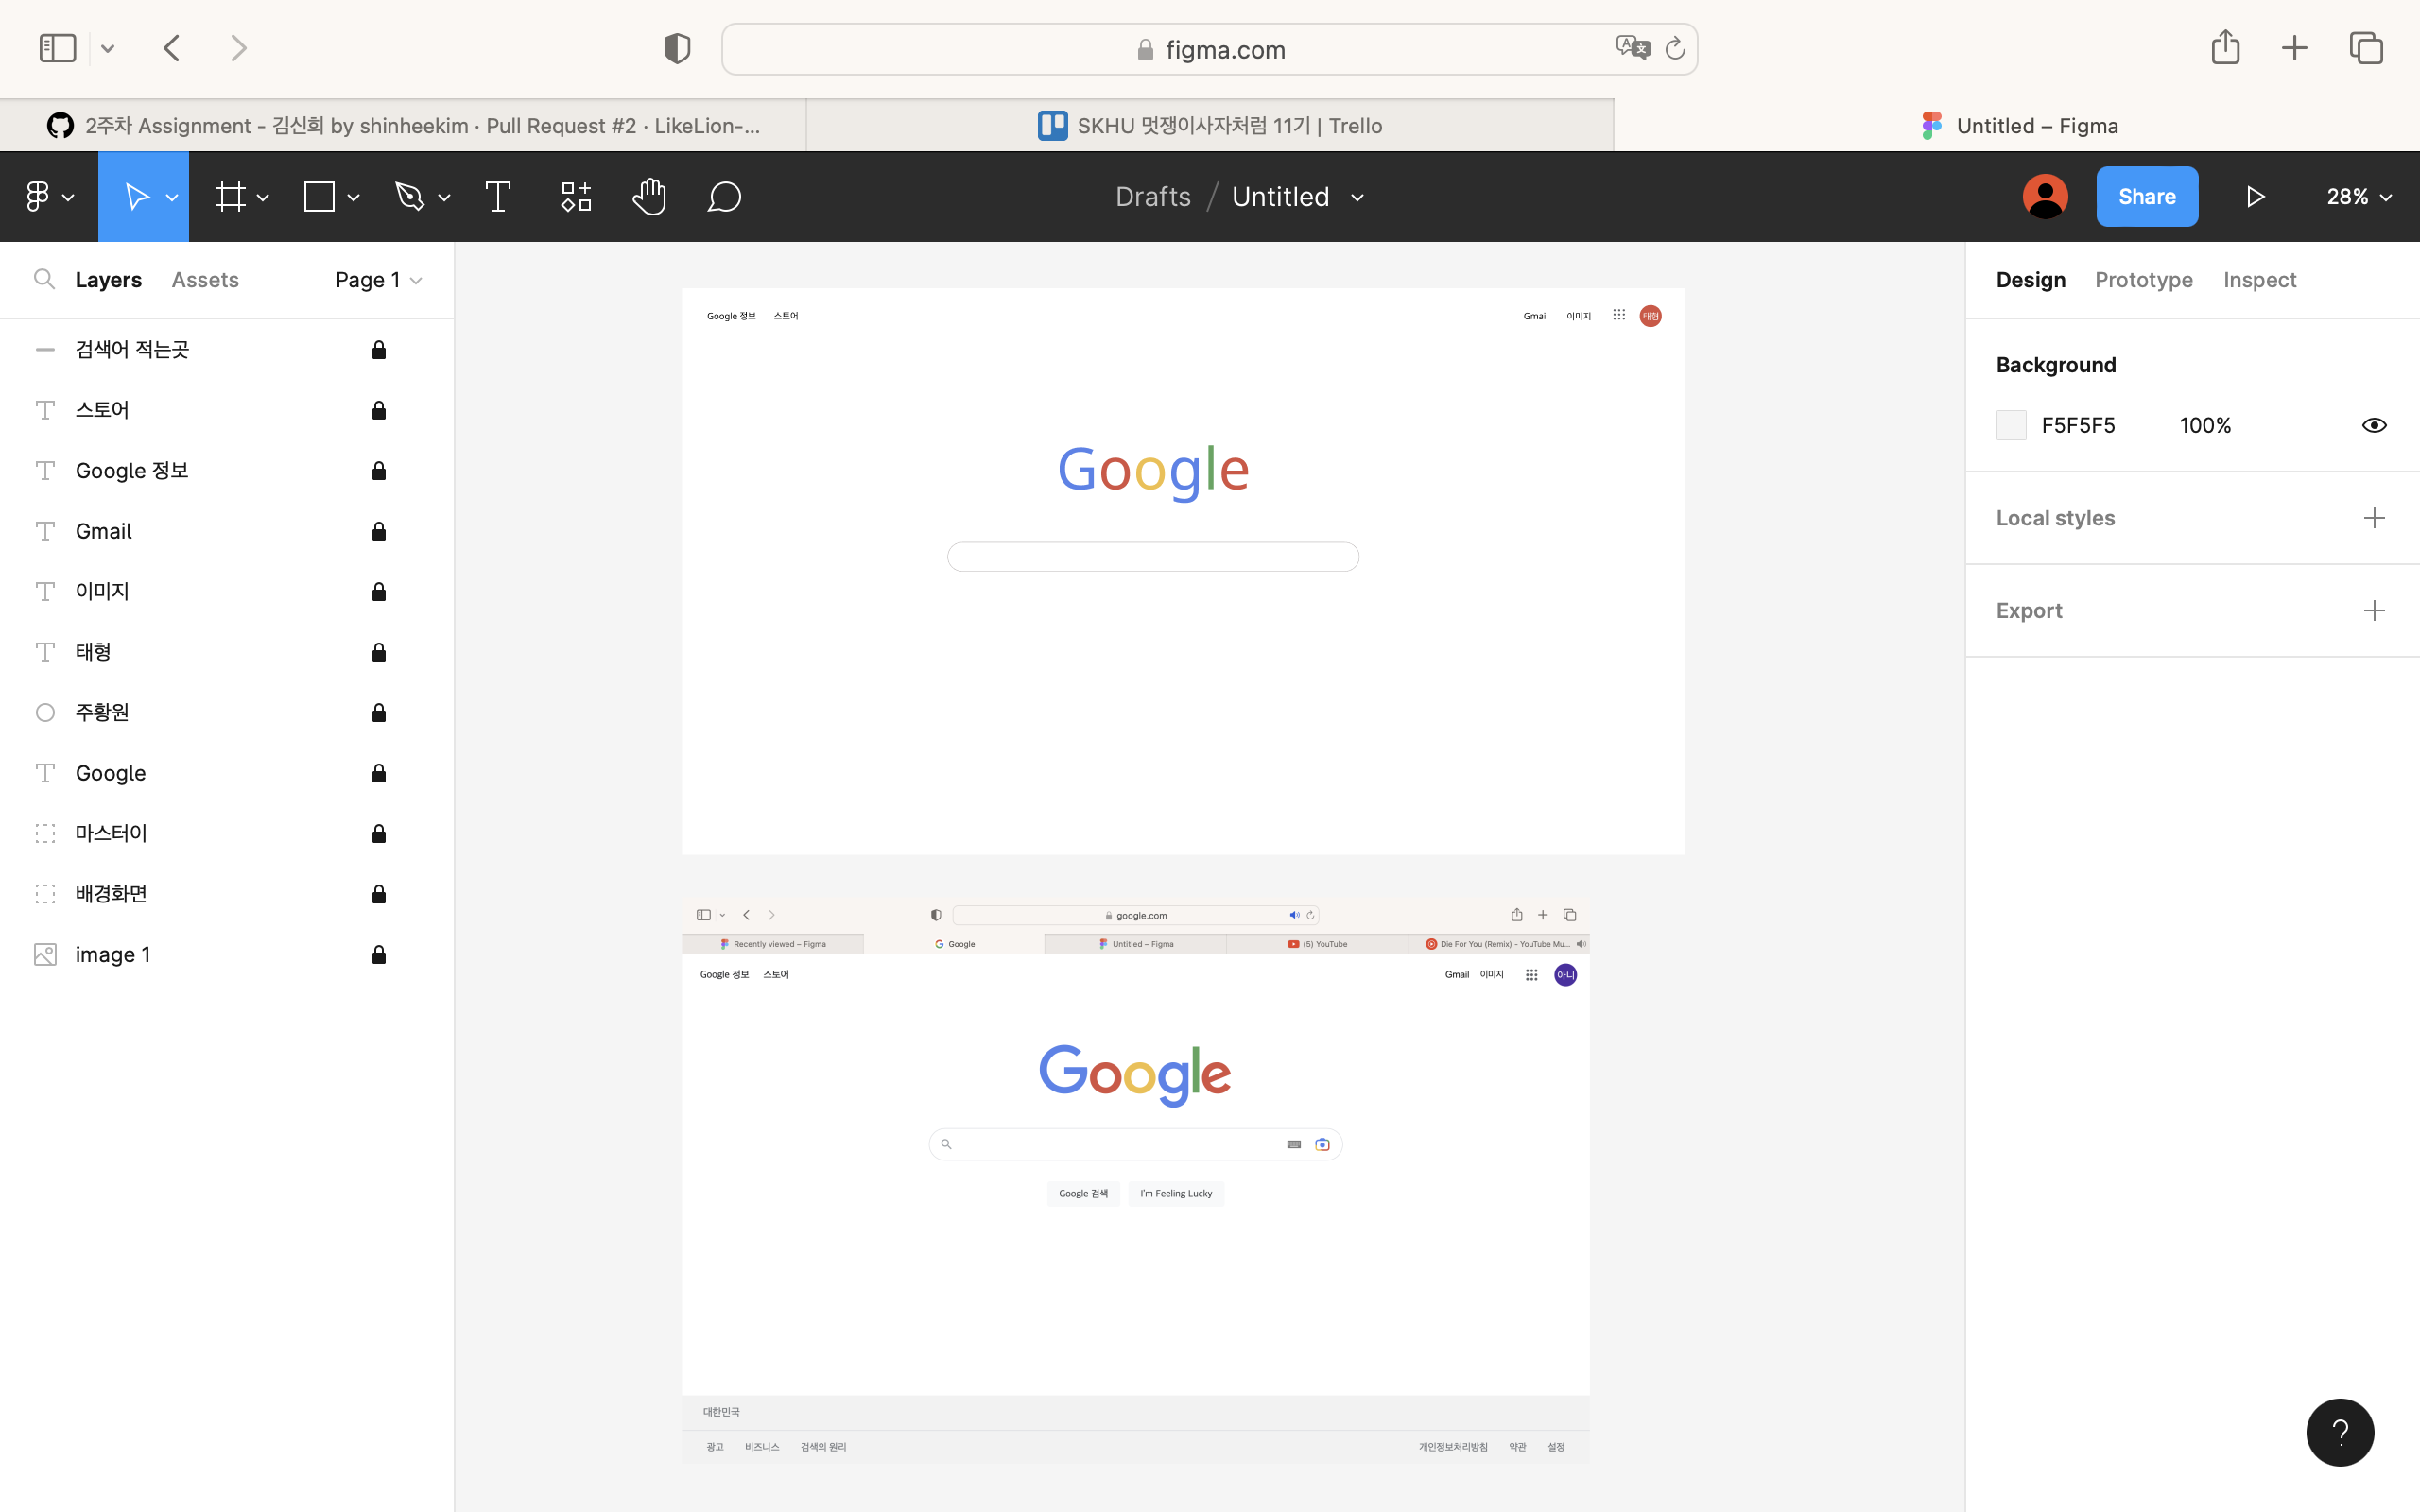 figma.com
2주차 Assignment - 김신희 by shinheekim · Pull Request #2 · LikeLion-...
SKHU 멋쟁이사자처럼 11기 | Trello
Untitled – Figma
Drafts / Untitled
Share
28%
Layers
Assets
Page 1
Design
Prototype
Inspect
검색어 적는곳
스토어
Google 정보
Gmail
이미지
태형
주황원
Google
마스터이
배경화면
image 1
Background
F5F5F5
100%
Local styles
Export
Google 정보
스토어
Gmail
이미지
태형
Google
google.com
Recently viewed – Figma
Google
Untitled – Figma
(5) YouTube
Die For You (Remix) - YouTube Mu...
Google 정보
스토어
Gmail
이미지
아니
Google
Google 검색
I'm Feeling Lucky
대한민국
광고
비즈니스
검색의 원리
개인정보처리방침
약관
설정
?